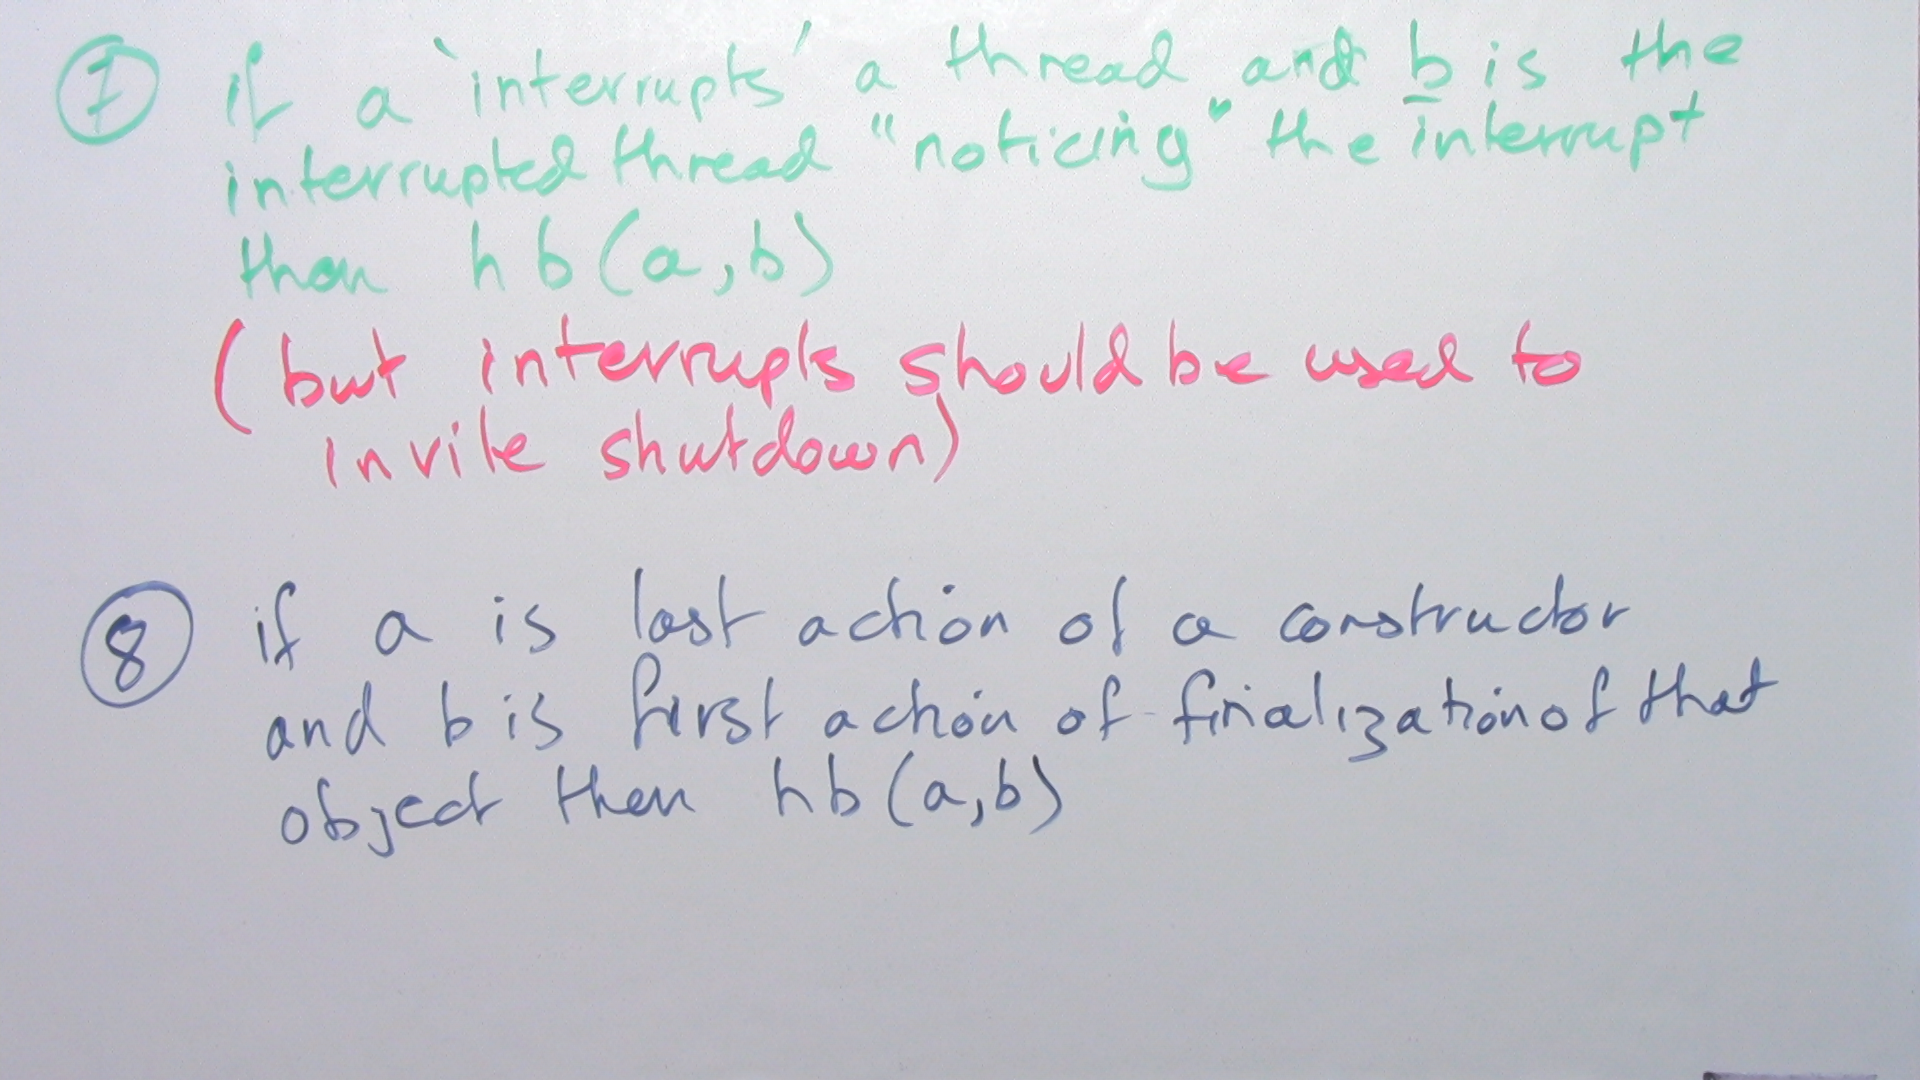 ⑦ if a 'interrupts' a thread and b is the
interrupted thread "noticing" the interrupt
then hb(a,b)
(but interrupts should be used to
invite shutdown)
⑧ if a is last action of a constructor
and b is first action of finalization of that
object then hb(a,b)